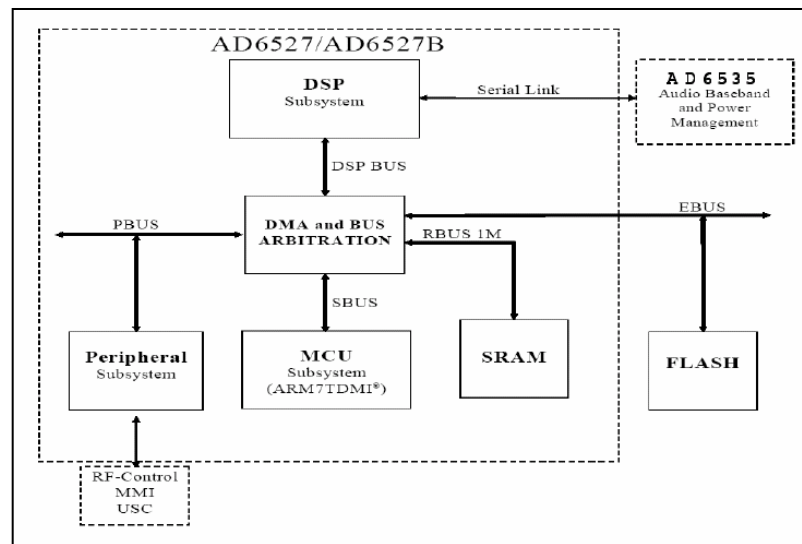 AD6527/AD6527B
DSP
Subsystem
Serial Link
AD6535
Audio Baseband
and Power
Management
DSP BUS
PBUS
DMA and BUS
ARBITRATION
EBUS
RBUS 1M
SBUS
Peripheral
Subsystem
MCU
Subsystem
(ARM7TDMI®)
SRAM
FLASH
RF-Control
MMI
USC